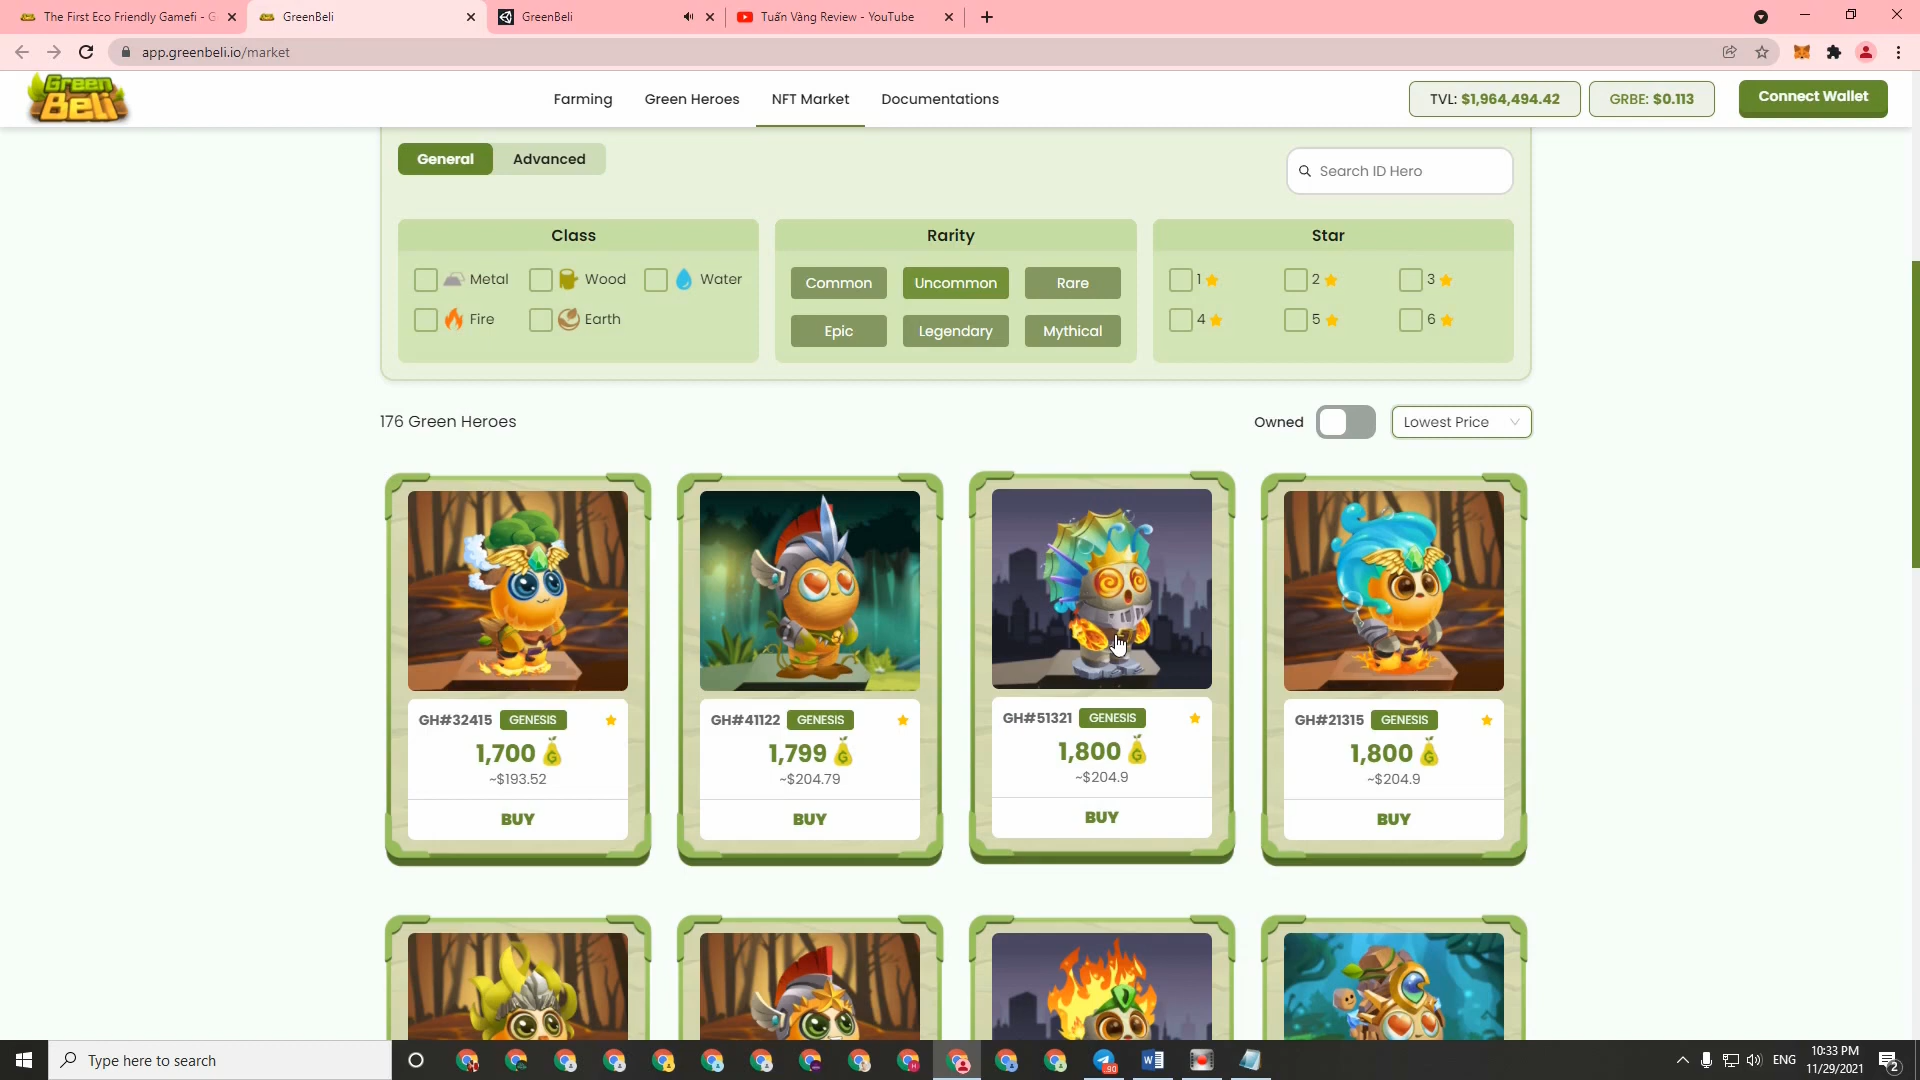 The First Eco Friendly Gamefi - G
GreenBeli
GreenBeli
Tuấn Vàng Review - YouTube
app.greenbeli.io/market
Green
Beli
Farming
Green Heroes
NFT Market
Documentations
TVL: $1,964,494.42
GRBE: $0.113
Connect Wallet
General
Advanced
Search ID Hero
Class
Rarity
Star
Metal
Wood
Water
Fire
Earth
Common
Uncommon
Rare
Epic
Legendary
Mythical
1
2
3
4
5
6
176 Green Heroes
Owned
Lowest Price
GH#32415 GENESIS
1,700
~$193.52
BUY
GH#41122 GENESIS
1,799
~$204.79
BUY
GH#51321 GENESIS
1,800
~$204.9
BUY
GH#21315 GENESIS
1,800
~$204.9
BUY
Type here to search
ENG
10:33 PM
11/29/2021
2